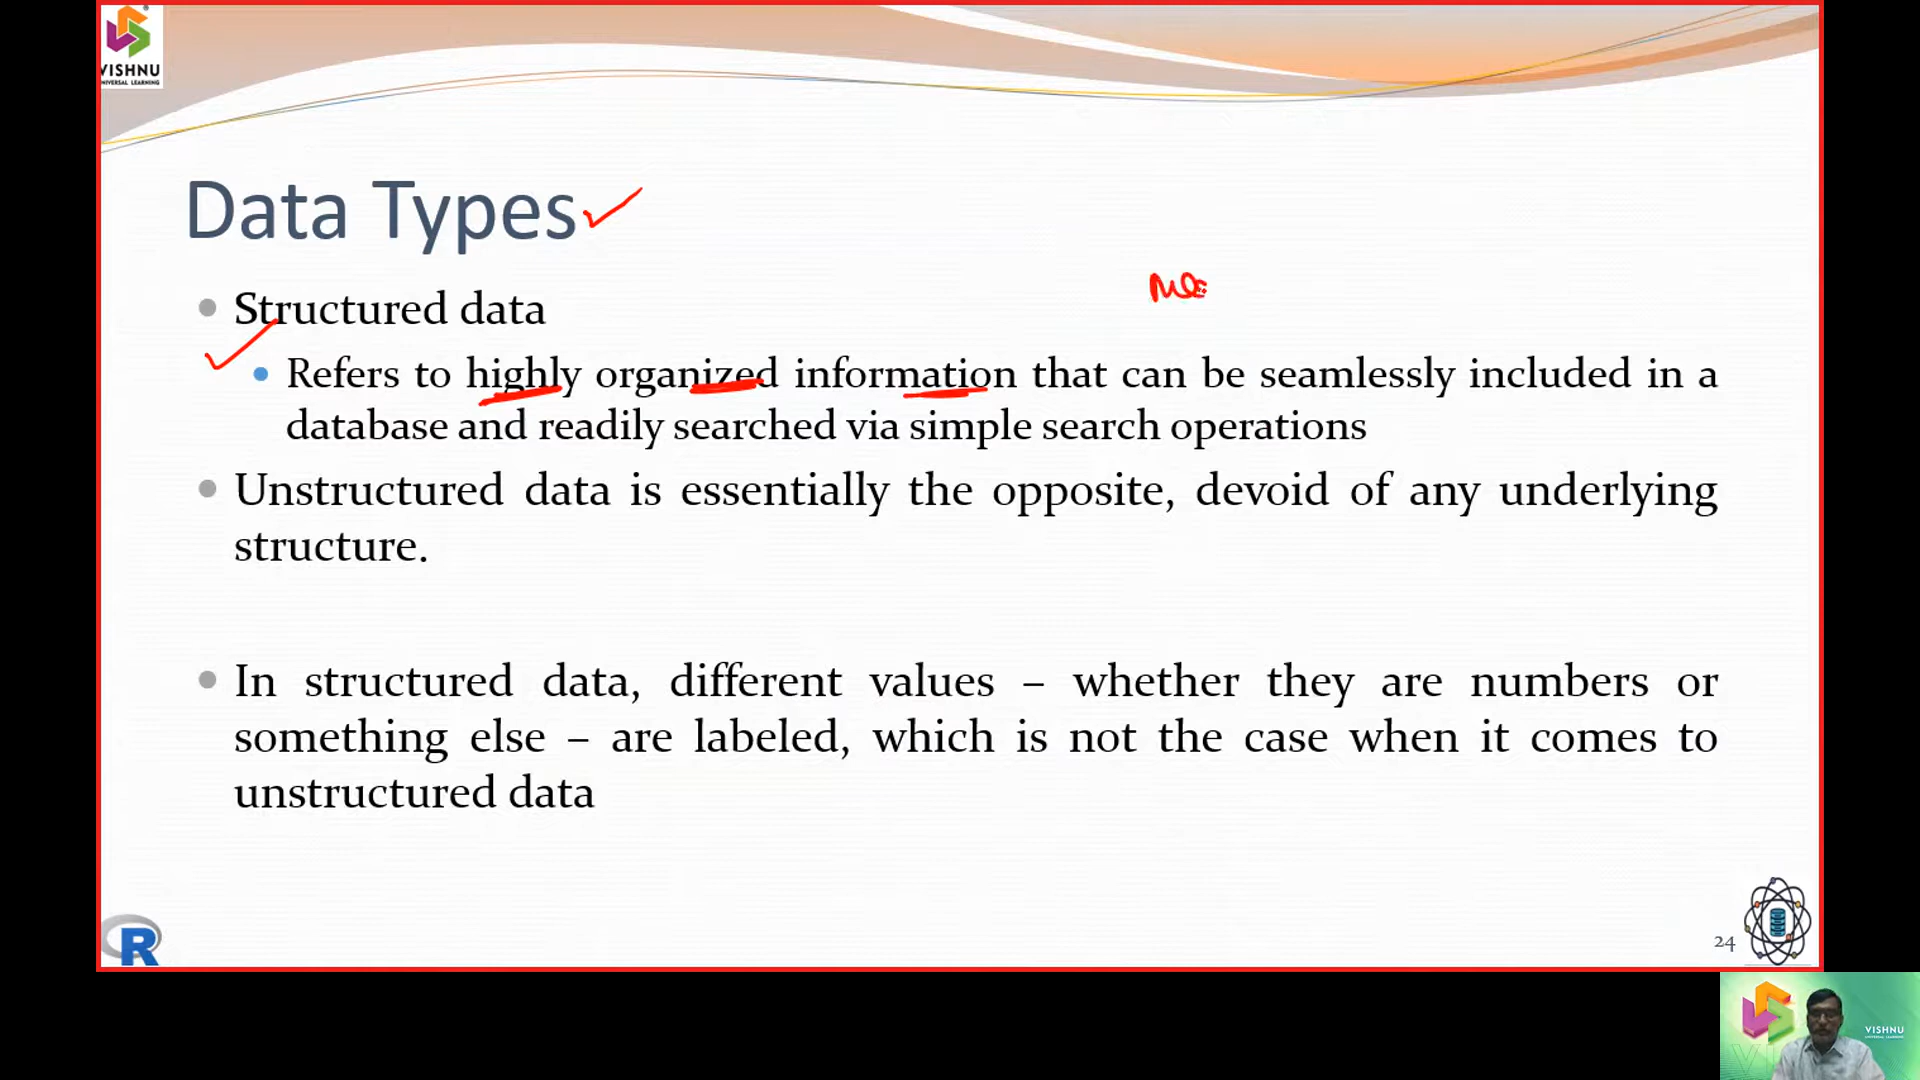 VISHNU
UNIVERSAL LEARNING
Data Types
Structured data
Refers to highly organized information that can be seamlessly included in a
database and readily searched via simple search operations
Unstructured data is essentially the opposite, devoid of any underlying
structure.
In structured data, different values – whether they are numbers or
something else – are labeled, which is not the case when it comes to
unstructured data
R
24
VISHNU
UNIVERSAL LEARNING